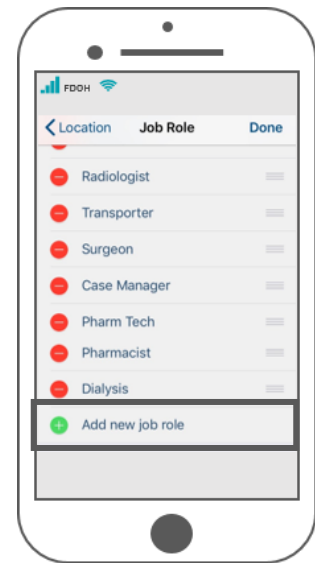 FDOH
Location Job Role Done
Radiologist
Transporter
Surgeon
Case Manager
Pharm Tech
Pharmacist
Dialysis
Add new job role